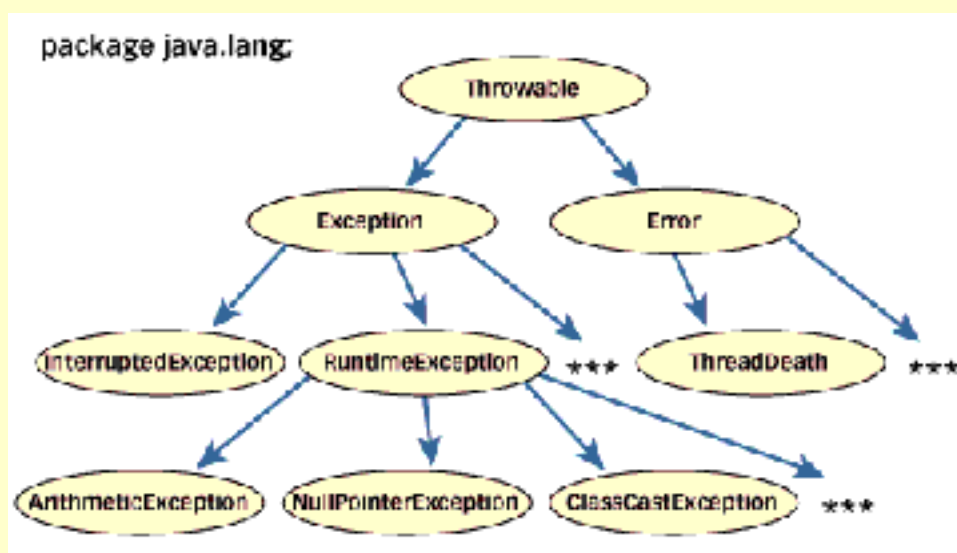 package java.lang;
Throwable
Exception
Error
InterruptedException
RuntimeException
***
ThreadDeath
***
ArithmeticException
NullPointerException
ClassCastException
***